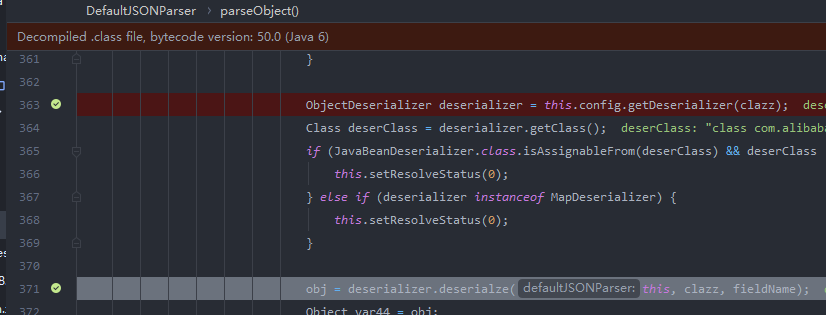 DefaultJSONParser › parseObject()
Decompiled .class file, bytecode version: 50.0 (Java 6)
361 }
362
363 ObjectDeserializer deserializer = this.config.getDeserializer(clazz);
364 Class deserClass = deserializer.getClass(); deserClass: "class com.alibaba
365 if (JavaBeanDeserializer.class.isAssignableFrom(deserClass) && deserClass
366 this.setResolveStatus(0);
367 } else if (deserializer instanceof MapDeserializer) {
368 this.setResolveStatus(0);
369 }
370
371 obj = deserializer.deserialze( defaultJSONParser: this, clazz, fieldName);
372 Object var44 = obj;